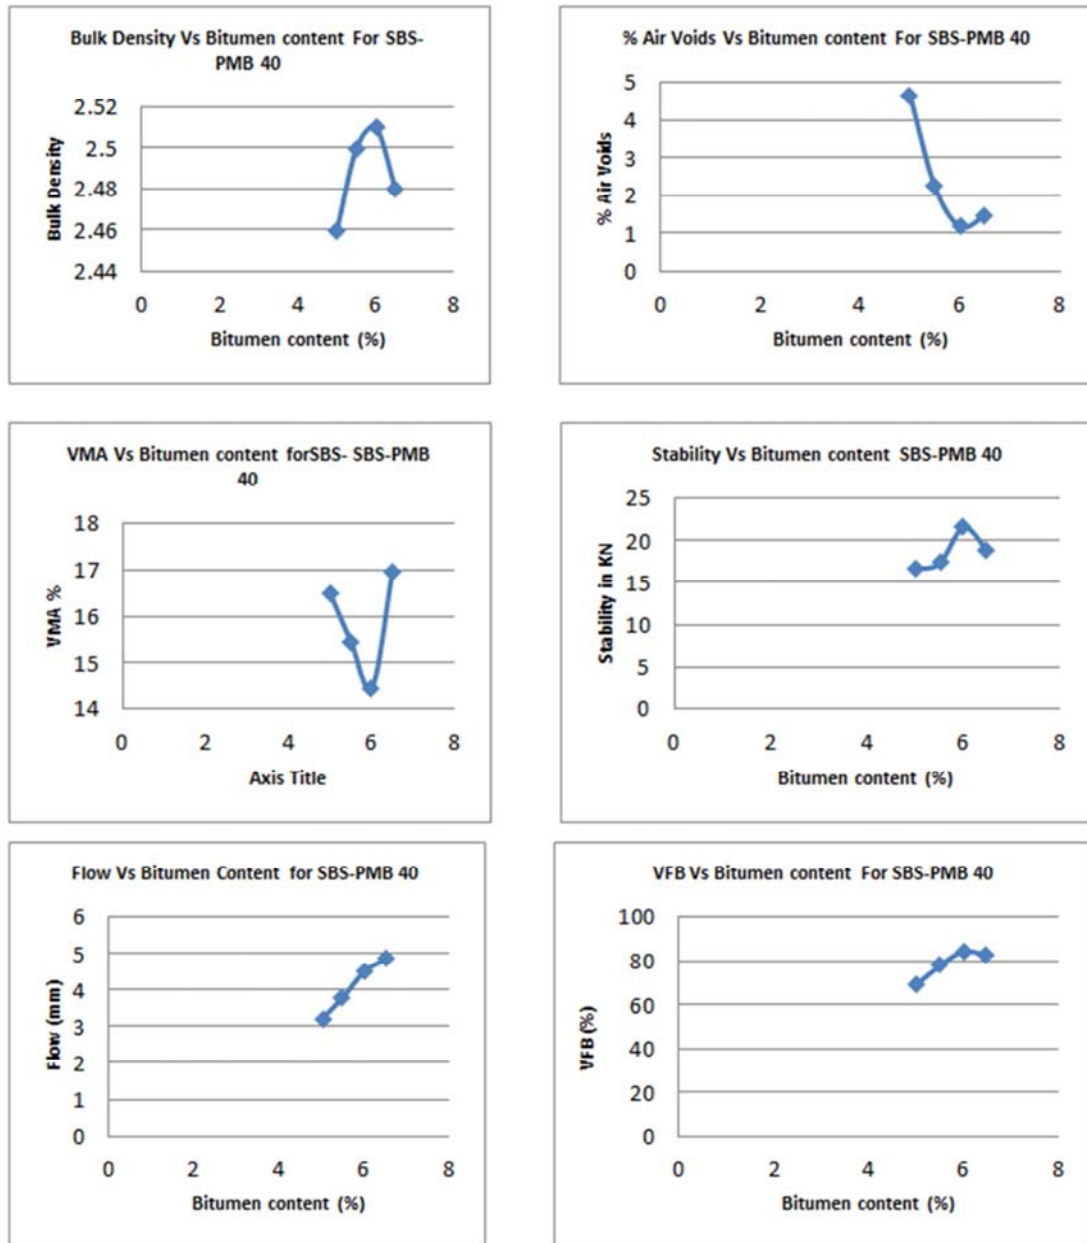 Bulk Density Vs Bitumen content For SBS-
PMB 40
2.52
2.5
2.48
2.46
2.44
Bulk Density
0 2 4 6 8
Bitumen content (%)
% Air Voids Vs Bitumen content For SBS-PMB 40
5
4
3
2
1
0
% Air Voids
0 2 4 6 8
Bitumen content (%)
VMA Vs Bitumen content forSBS- SBS-PMB
40
18
17
16
15
14
VMA %
0 2 4 6 8
Axis Title
Stability Vs Bitumen content SBS-PMB 40
25
20
15
10
5
0
Stability in KN
0 2 4 6 8
Bitumen content (%)
Flow Vs Bitumen Content for SBS-PMB 40
6
5
4
3
2
1
0
Flow (mm)
0 2 4 6 8
Bitumen content (%)
VFB Vs Bitumen content For SBS-PMB 40
100
80
60
40
20
0
VFB (%)
0 2 4 6 8
Bitumen content (%)